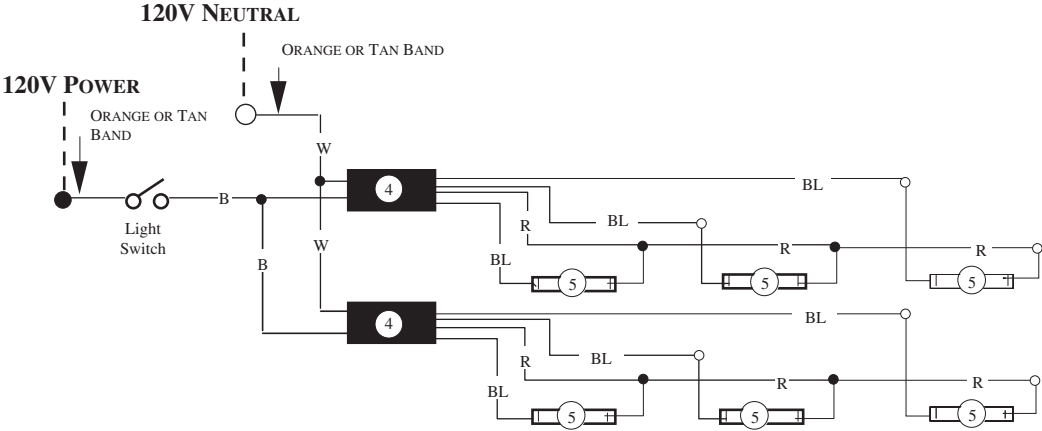 120V NEUTRAL
ORANGE OR TAN BAND
120V POWER
ORANGE OR TAN
BAND
W
4
BL
B
Light
Switch
R
BL
R
R
W
B
BL
5
5
5
4
BL
R
BL
R
R
BL
5
5
5